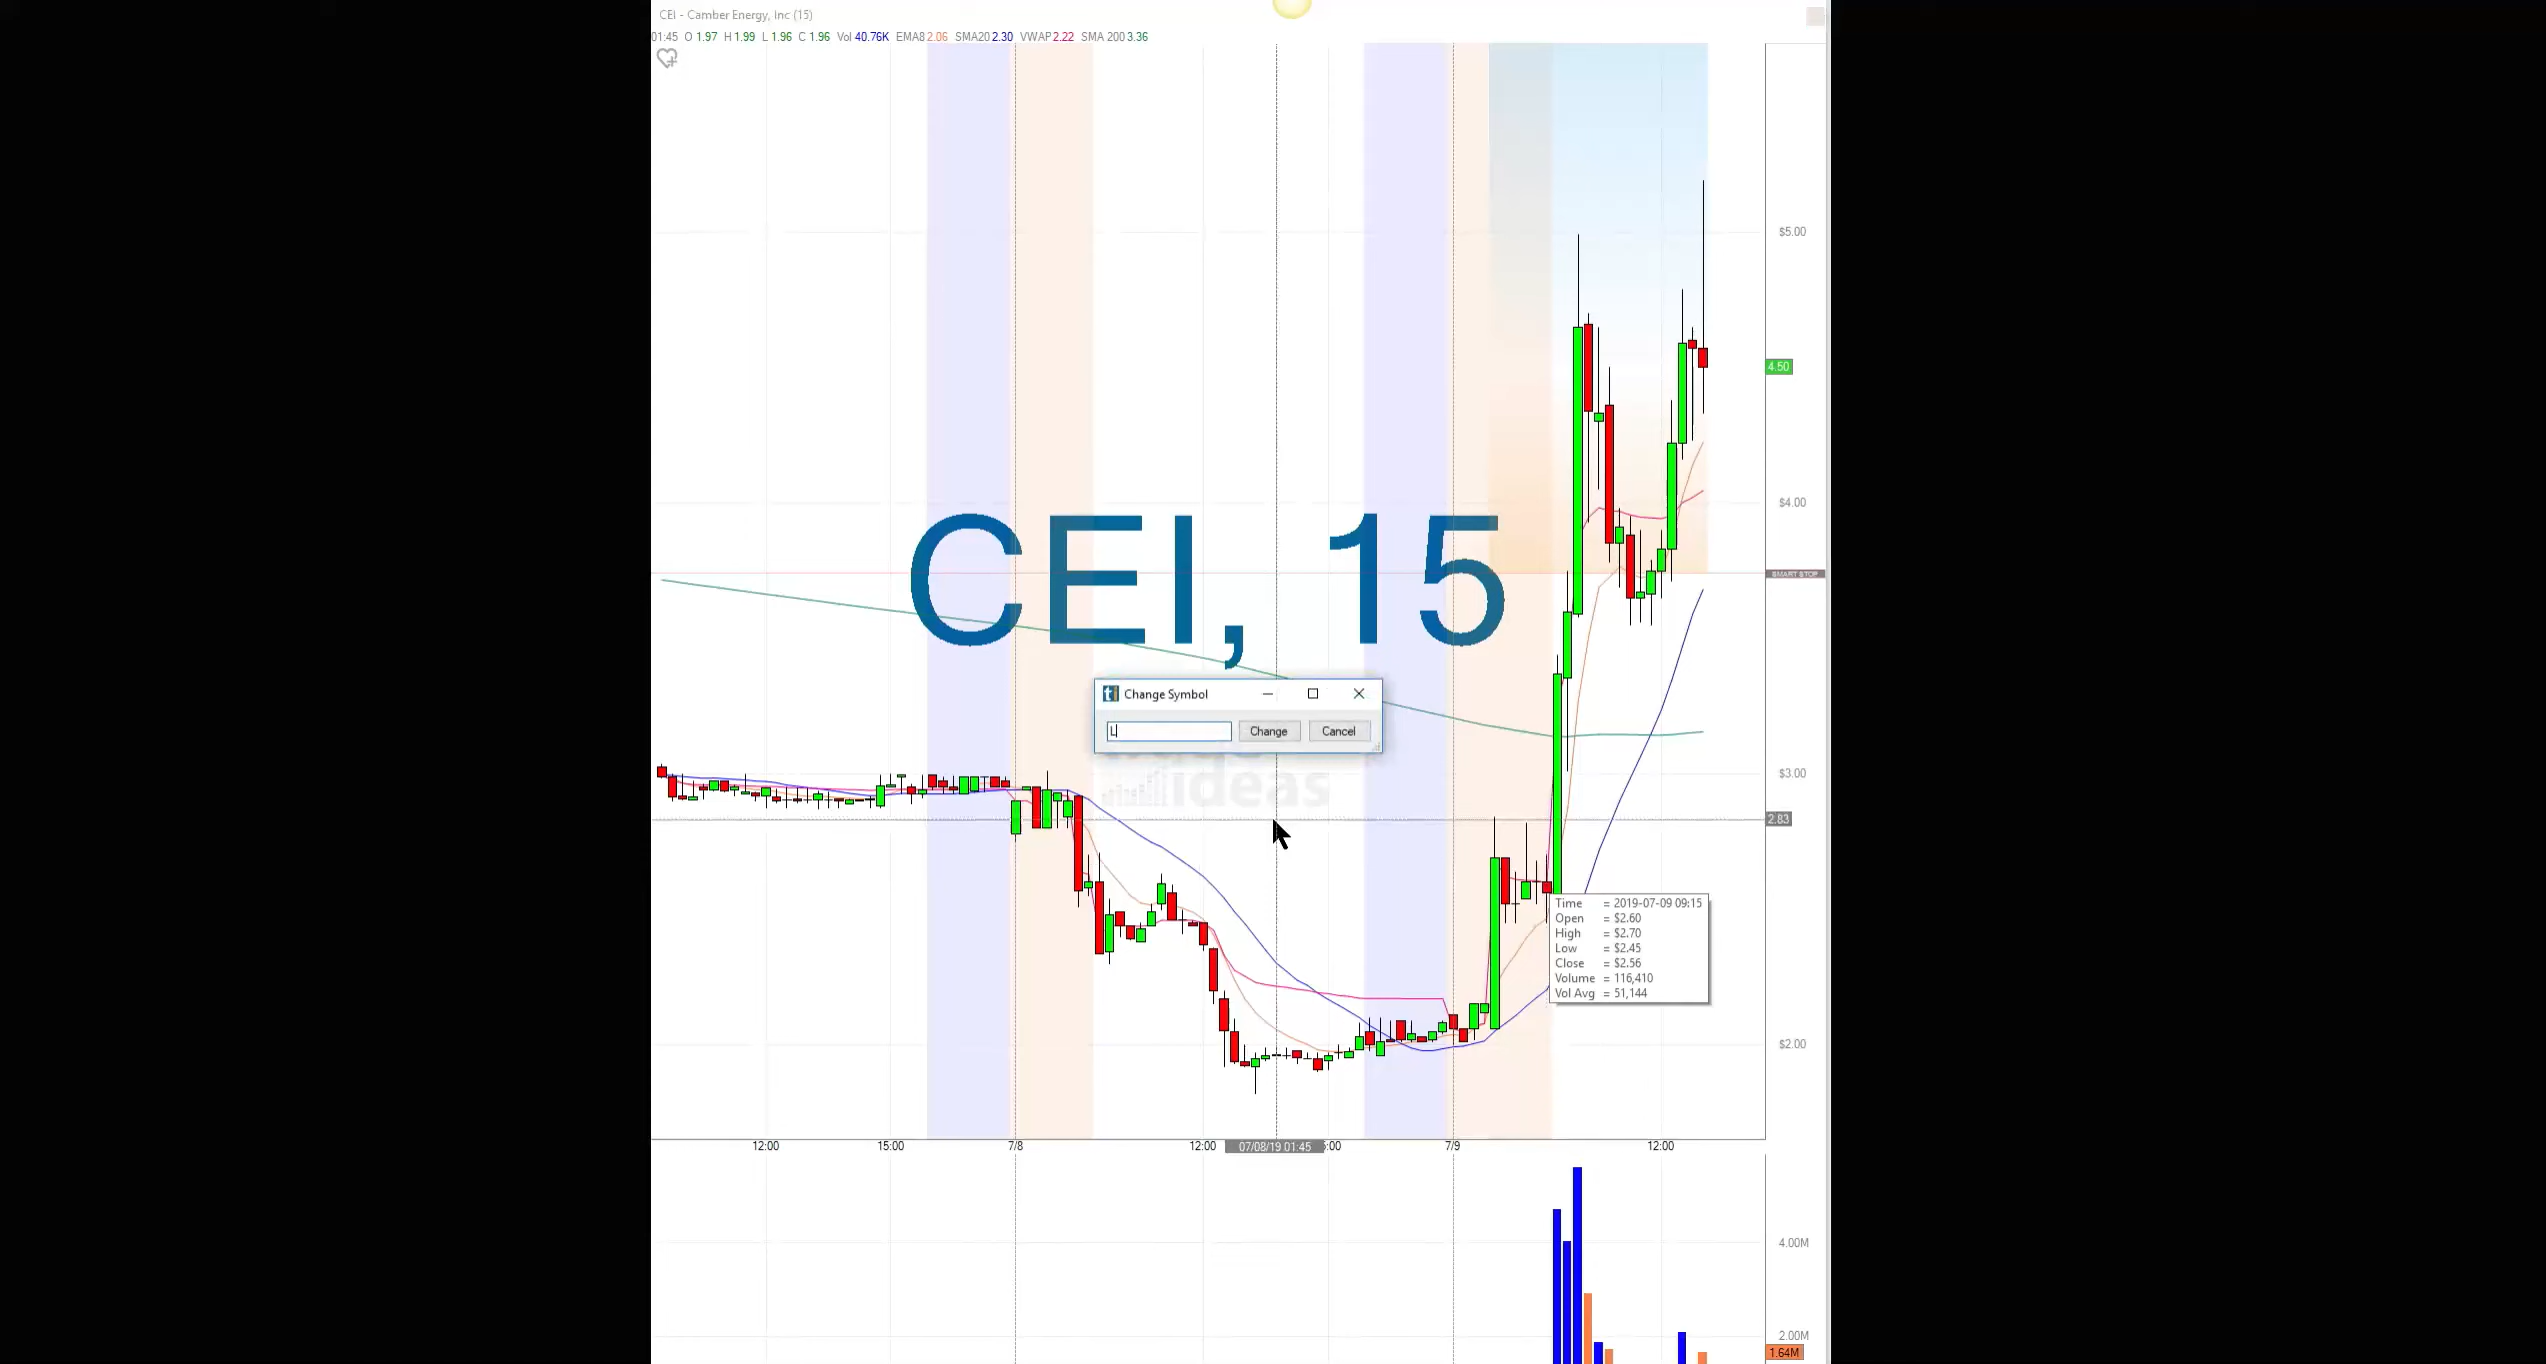 CEI - Camber Energy, Inc (15)
01:45 O 1.97 H 1.99 L 1.96 C 1.96 Vol 40.76K EMA8 2.06 SMA20 2.30 VWAP 2.22 SMA 200 3.36
$5.00
4.50
$4.00
CEI, 15
SMART STOP
Change Symbol
L
Change
Cancel
ideas
$3.00
2.83
Time = 2019-07-09 09:15
Open = $2.60
High = $2.70
Low = $2.45
Close = $2.56
Volume = 116,410
Vol Avg = 51,144
$2.00
12:00 15:00 7/8 12:00 07/08/19 01:45 :00 7/9 12:00
4.00M
2.00M
1.64M